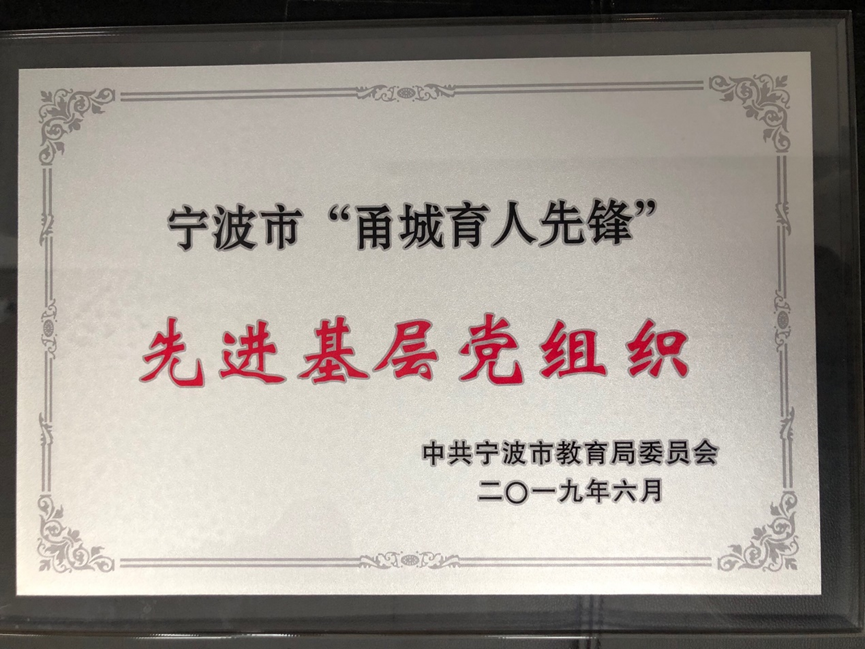 宁波市“甬城育人先锋”
先进基层党组织
中共宁波市教育局委员会
二〇一九年六月